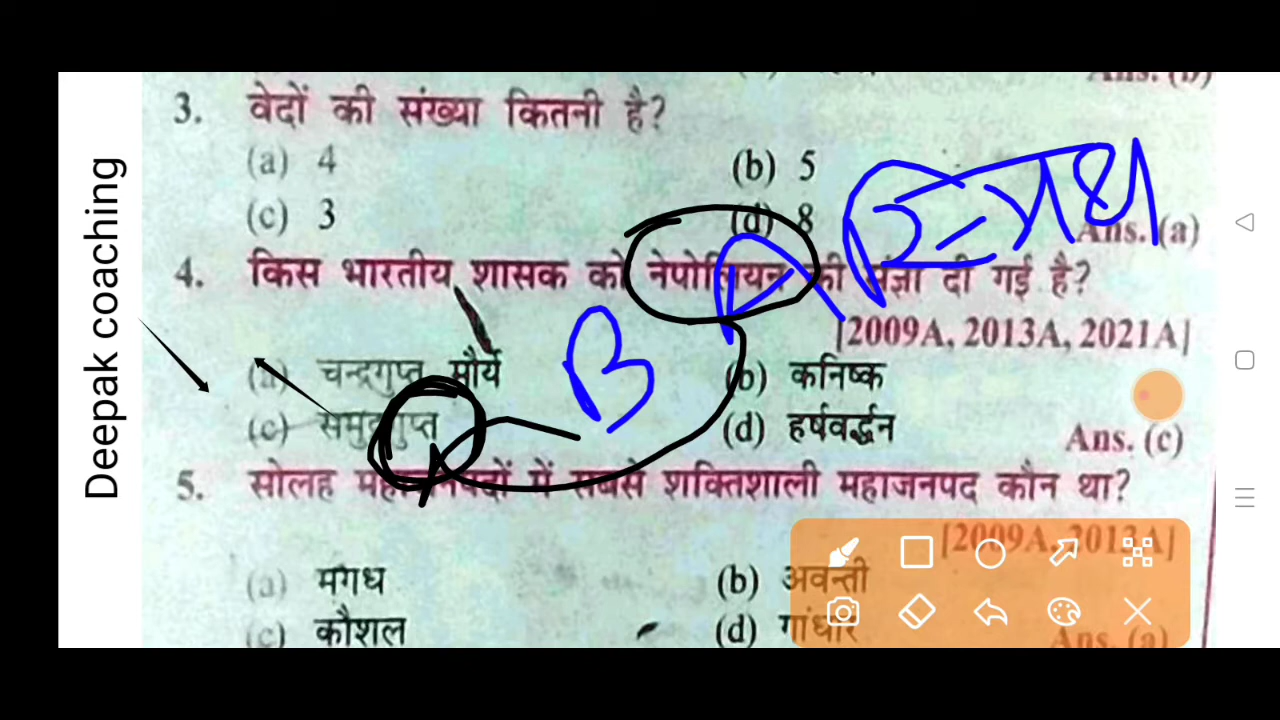 Deepak coaching
3. वेदों की संख्या कितनी है?
(a) 4 (b) 5
(c) 3 (d) 8
Ans. (a)
4. किस भारतीय शासक को नेपोलियन की संज्ञा दी गई है?
[2009A, 2013A, 2021A]
(a) चन्द्रगुप्त मौर्य (b) कनिष्क
(c) समुद्रगुप्त (d) हर्षवर्द्धन
Ans. (c)
B
5. सोलह महाजनपदों में सबसे शक्तिशाली महाजनपद कौन था?
[2009A, 2013A]
(a) मगध (b) अवन्ती
(c) कौशल (d) गांधार
Ans. (a)